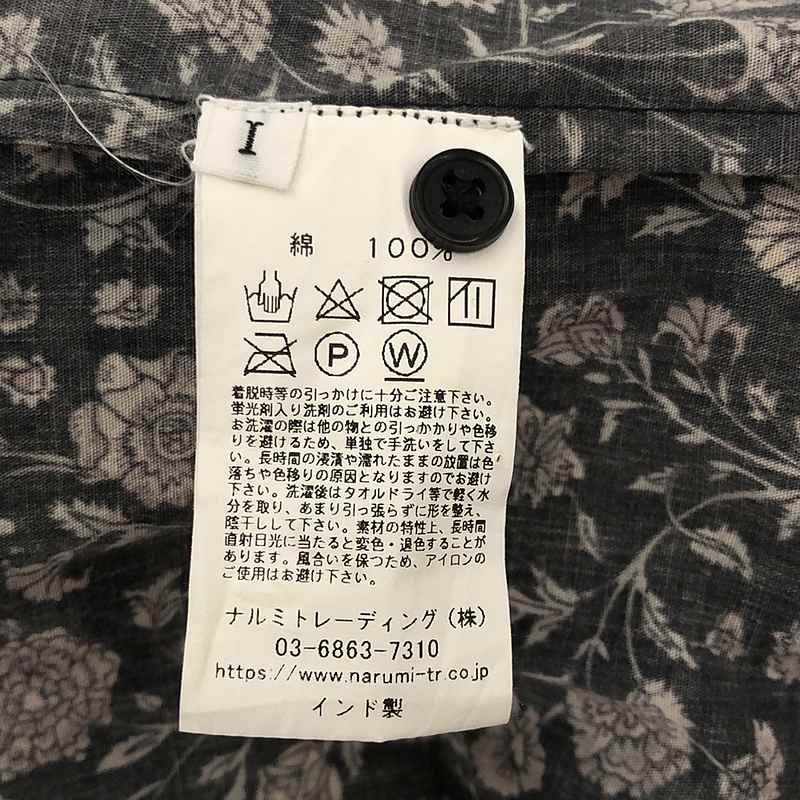 I
綿 100%
P W
着脱時等の引っかけに十分ご注意下さい。
蛍光剤入り洗剤のご利用はお避け下さい。
お洗濯の際は他の物との引っかかりや色移
りを避けるため、単独で手洗いをして下さ
い。長時間の浸漬や濡れたままの放置は色
落ちや色移りの原因となりますのでお避け
下さい。洗濯後はタオルドライ等で軽く水
分を取り、あまり引っ張らずに形を整え、
陰干しして下さい。素材の特性上、長時間
直射日光に当たると変色・退色することが
あります。風合いを保つため、アイロンの
ご使用はお避け下さい。
ナルミトレーディング(株)
03-6863-7310
https://www.narumi-tr.co.jp
インド製